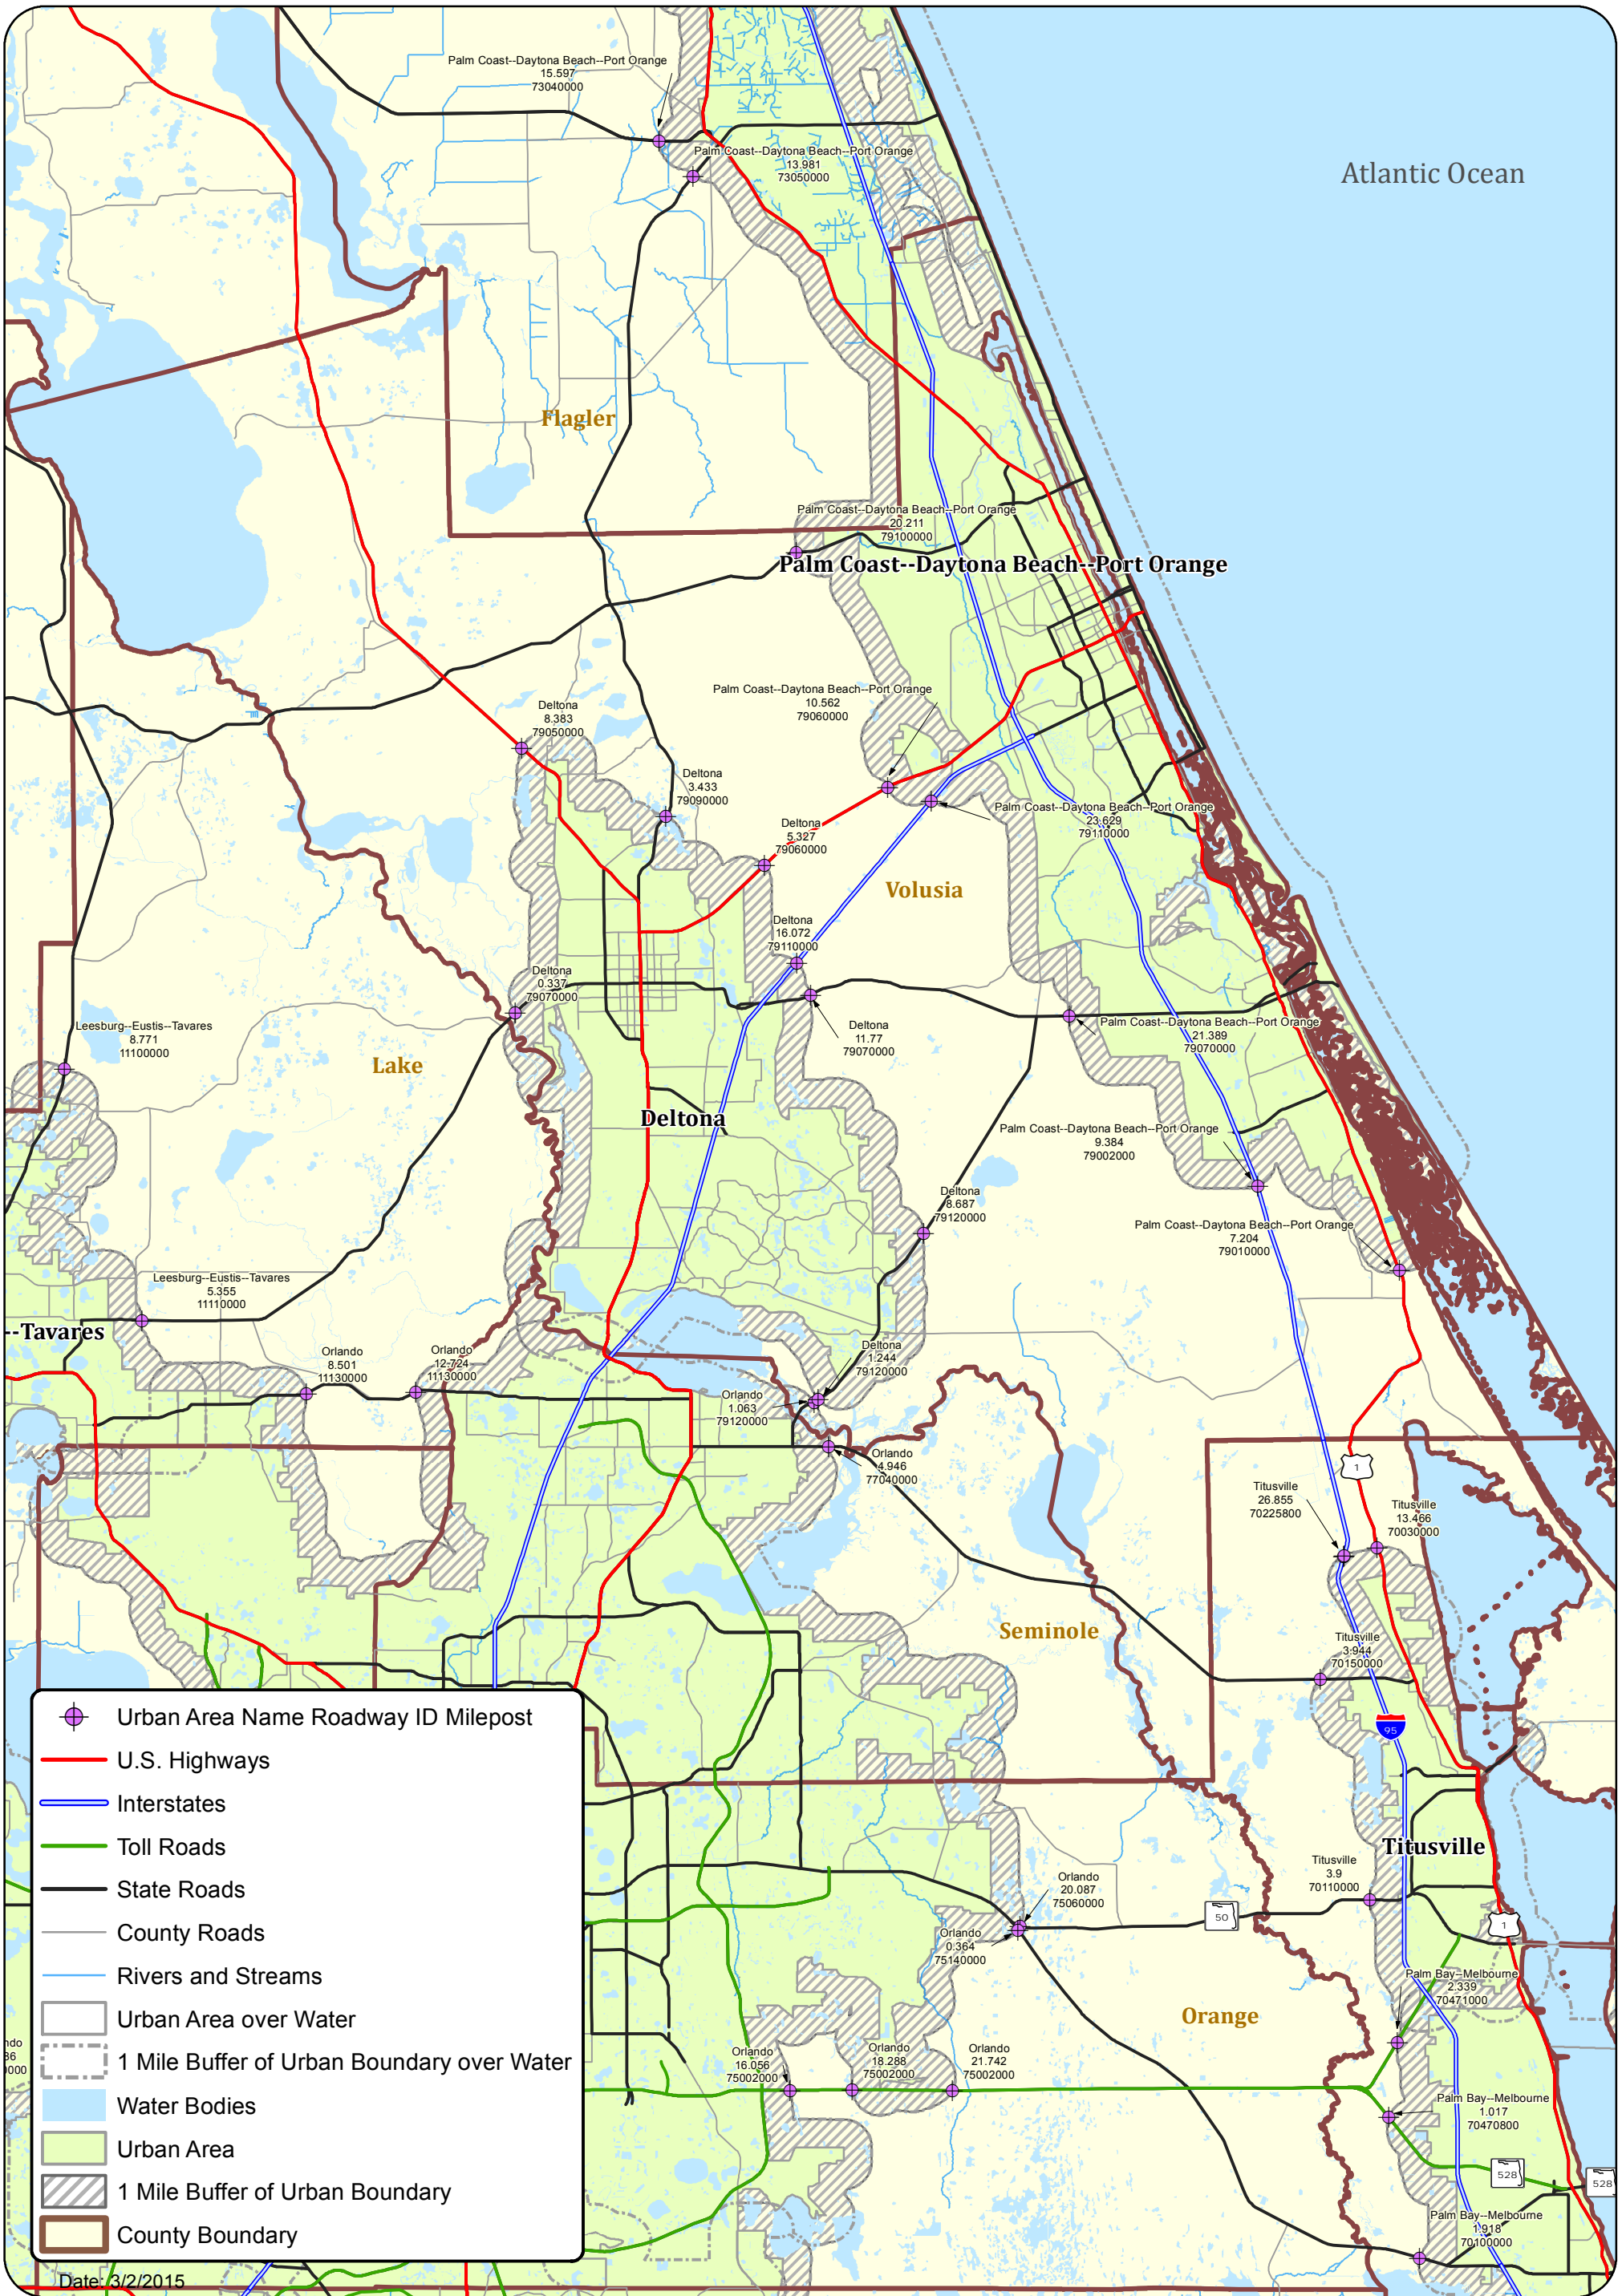 Palm Coast--Daytona Beach--Port Orange
15.597
73040000
Palm Coast--Daytona Beach--Port Orange
13.981
73050000
Atlantic Ocean
Flagler
Palm Coast--Daytona Beach--Port Orange
20.211
79100000
Palm Coast--Daytona Beach--Port Orange
Palm Coast--Daytona Beach--Port Orange
10.562
79060000
Deltona
8.383
79050000
Deltona
3.433
79090000
Palm Coast--Daytona Beach--Port Orange
23.629
79110000
Deltona
5.327
79060000
Volusia
Deltona
16.072
79110000
Deltona
0.337
79070000
Leesburg--Eustis--Tavares
8.771
11100000
Deltona
11.77
79070000
Palm Coast--Daytona Beach--Port Orange
21.389
79070000
Lake
Deltona
Palm Coast--Daytona Beach--Port Orange
9.384
79002000
Deltona
8.687
79120000
Palm Coast--Daytona Beach--Port Orange
7.204
79010000
Leesburg--Eustis--Tavares
5.355
11110000
--Tavares
Orlando
8.501
11130000
Orlando
12.724
11130000
Deltona
1.244
79120000
Orlando
1.063
79120000
Orlando
4.946
77040000
1
Titusville
26.855
70225800
Titusville
13.466
70030000
Seminole
Titusville
3.944
70150000
95
Titusville
Titusville
3.9
70110000
Orlando
20.087
75060000
50
1
Orlando
0.364
75140000
Palm Bay--Melbourne
2.339
70471000
Orange
Orlando
16.056
75002000
Orlando
18.288
75002000
Orlando
21.742
75002000
Palm Bay--Melbourne
1.017
70470800
528
528
Palm Bay--Melbourne
1.918
70100000
ndo
36
000
Urban Area Name Roadway ID Milepost
U.S. Highways
Interstates
Toll Roads
State Roads
County Roads
Rivers and Streams
Urban Area over Water
1 Mile Buffer of Urban Boundary over Water
Water Bodies
Urban Area
1 Mile Buffer of Urban Boundary
County Boundary
Date: 3/2/2015